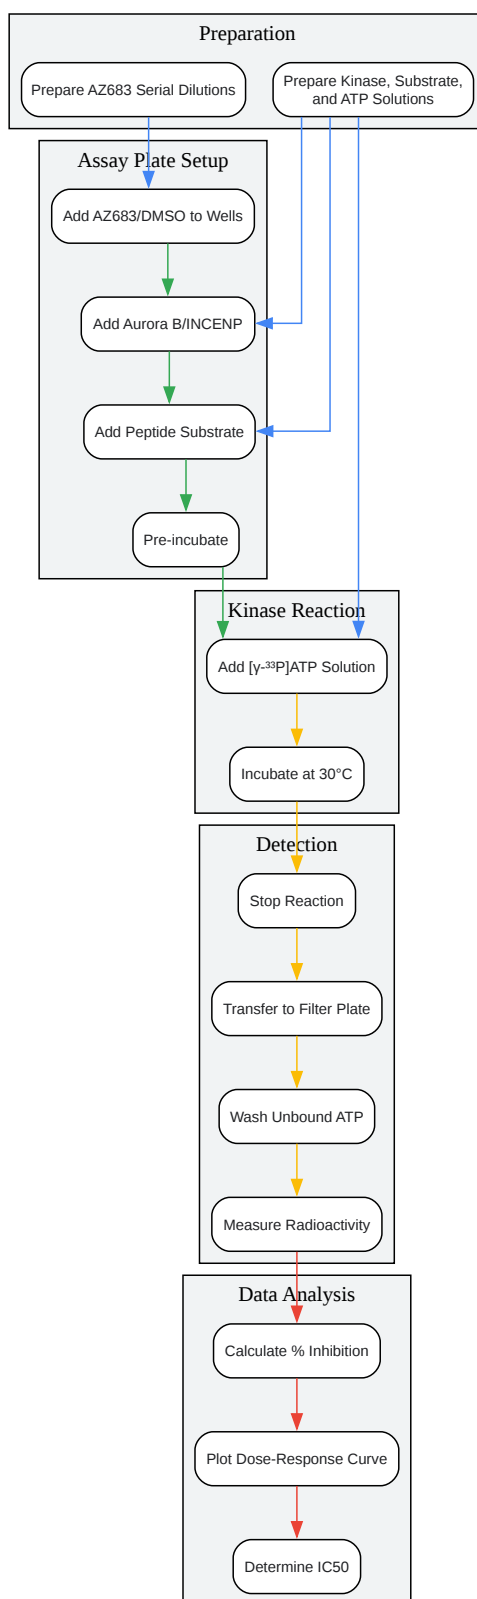 Preparation
Prepare AZ683 Serial Dilutions
Prepare Kinase, Substrate,
and ATP Solutions
Assay Plate Setup
Add AZ683/DMSO to Wells
Add Aurora B/INCENP
Add Peptide Substrate
Pre-incubate
Kinase Reaction
Add [γ-³³P]ATP Solution
Incubate at 30°C
Detection
Stop Reaction
Transfer to Filter Plate
Wash Unbound ATP
Measure Radioactivity
Data Analysis
Calculate % Inhibition
Plot Dose-Response Curve
Determine IC50